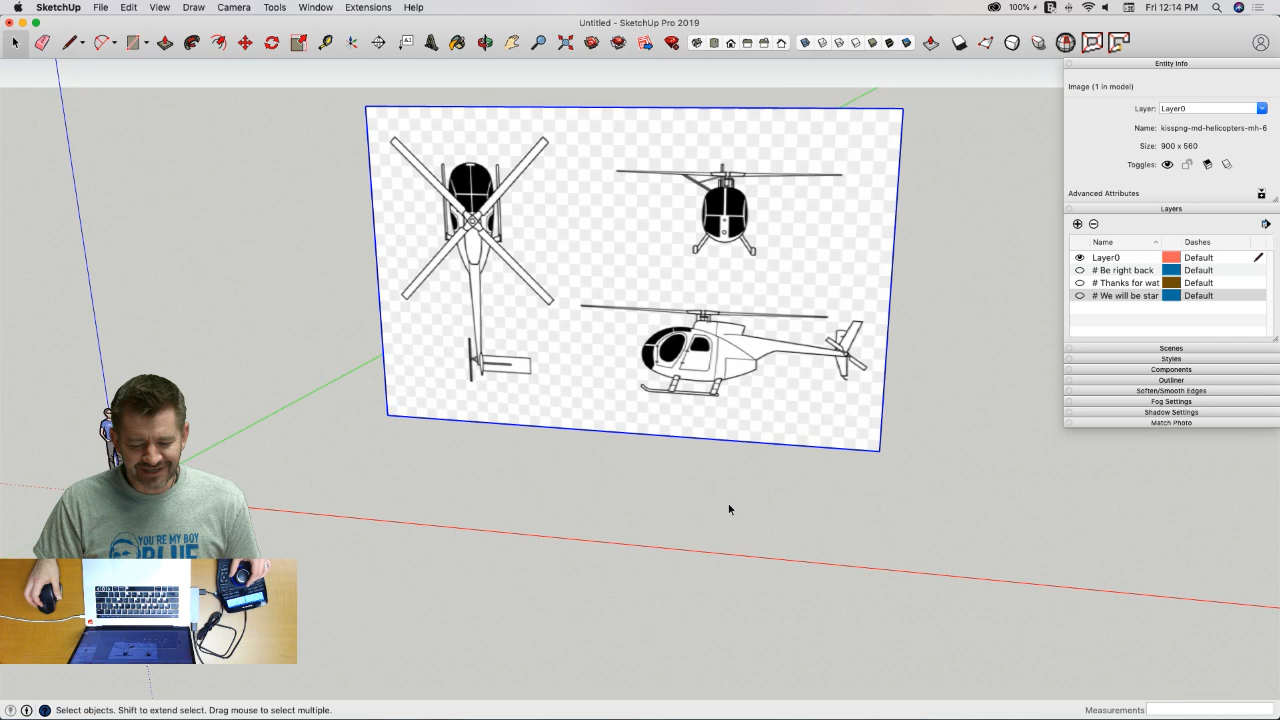 SketchUp File Edit View Draw Camera Tools Window Extensions Help 100% Fri 12:14 PM
Untitled - SketchUp Pro 2019
Entity Info
Image (1 in model)
Layer: Layer0
Name: kisspng-md-helicopters-mh-6
Size: 900 x 560
Toggles:
Advanced Attributes
Layers
Name Dashes
Layer0 Default
# Be right back Default
# Thanks for wat Default
# We will be star Default
Scenes
Styles
Components
Outliner
Soften/Smooth Edges
Fog Settings
Shadow Settings
Match Photo
YOU'RE MY BOY
BLUE
Select objects. Shift to extend select. Drag mouse to select multiple.
Measurements